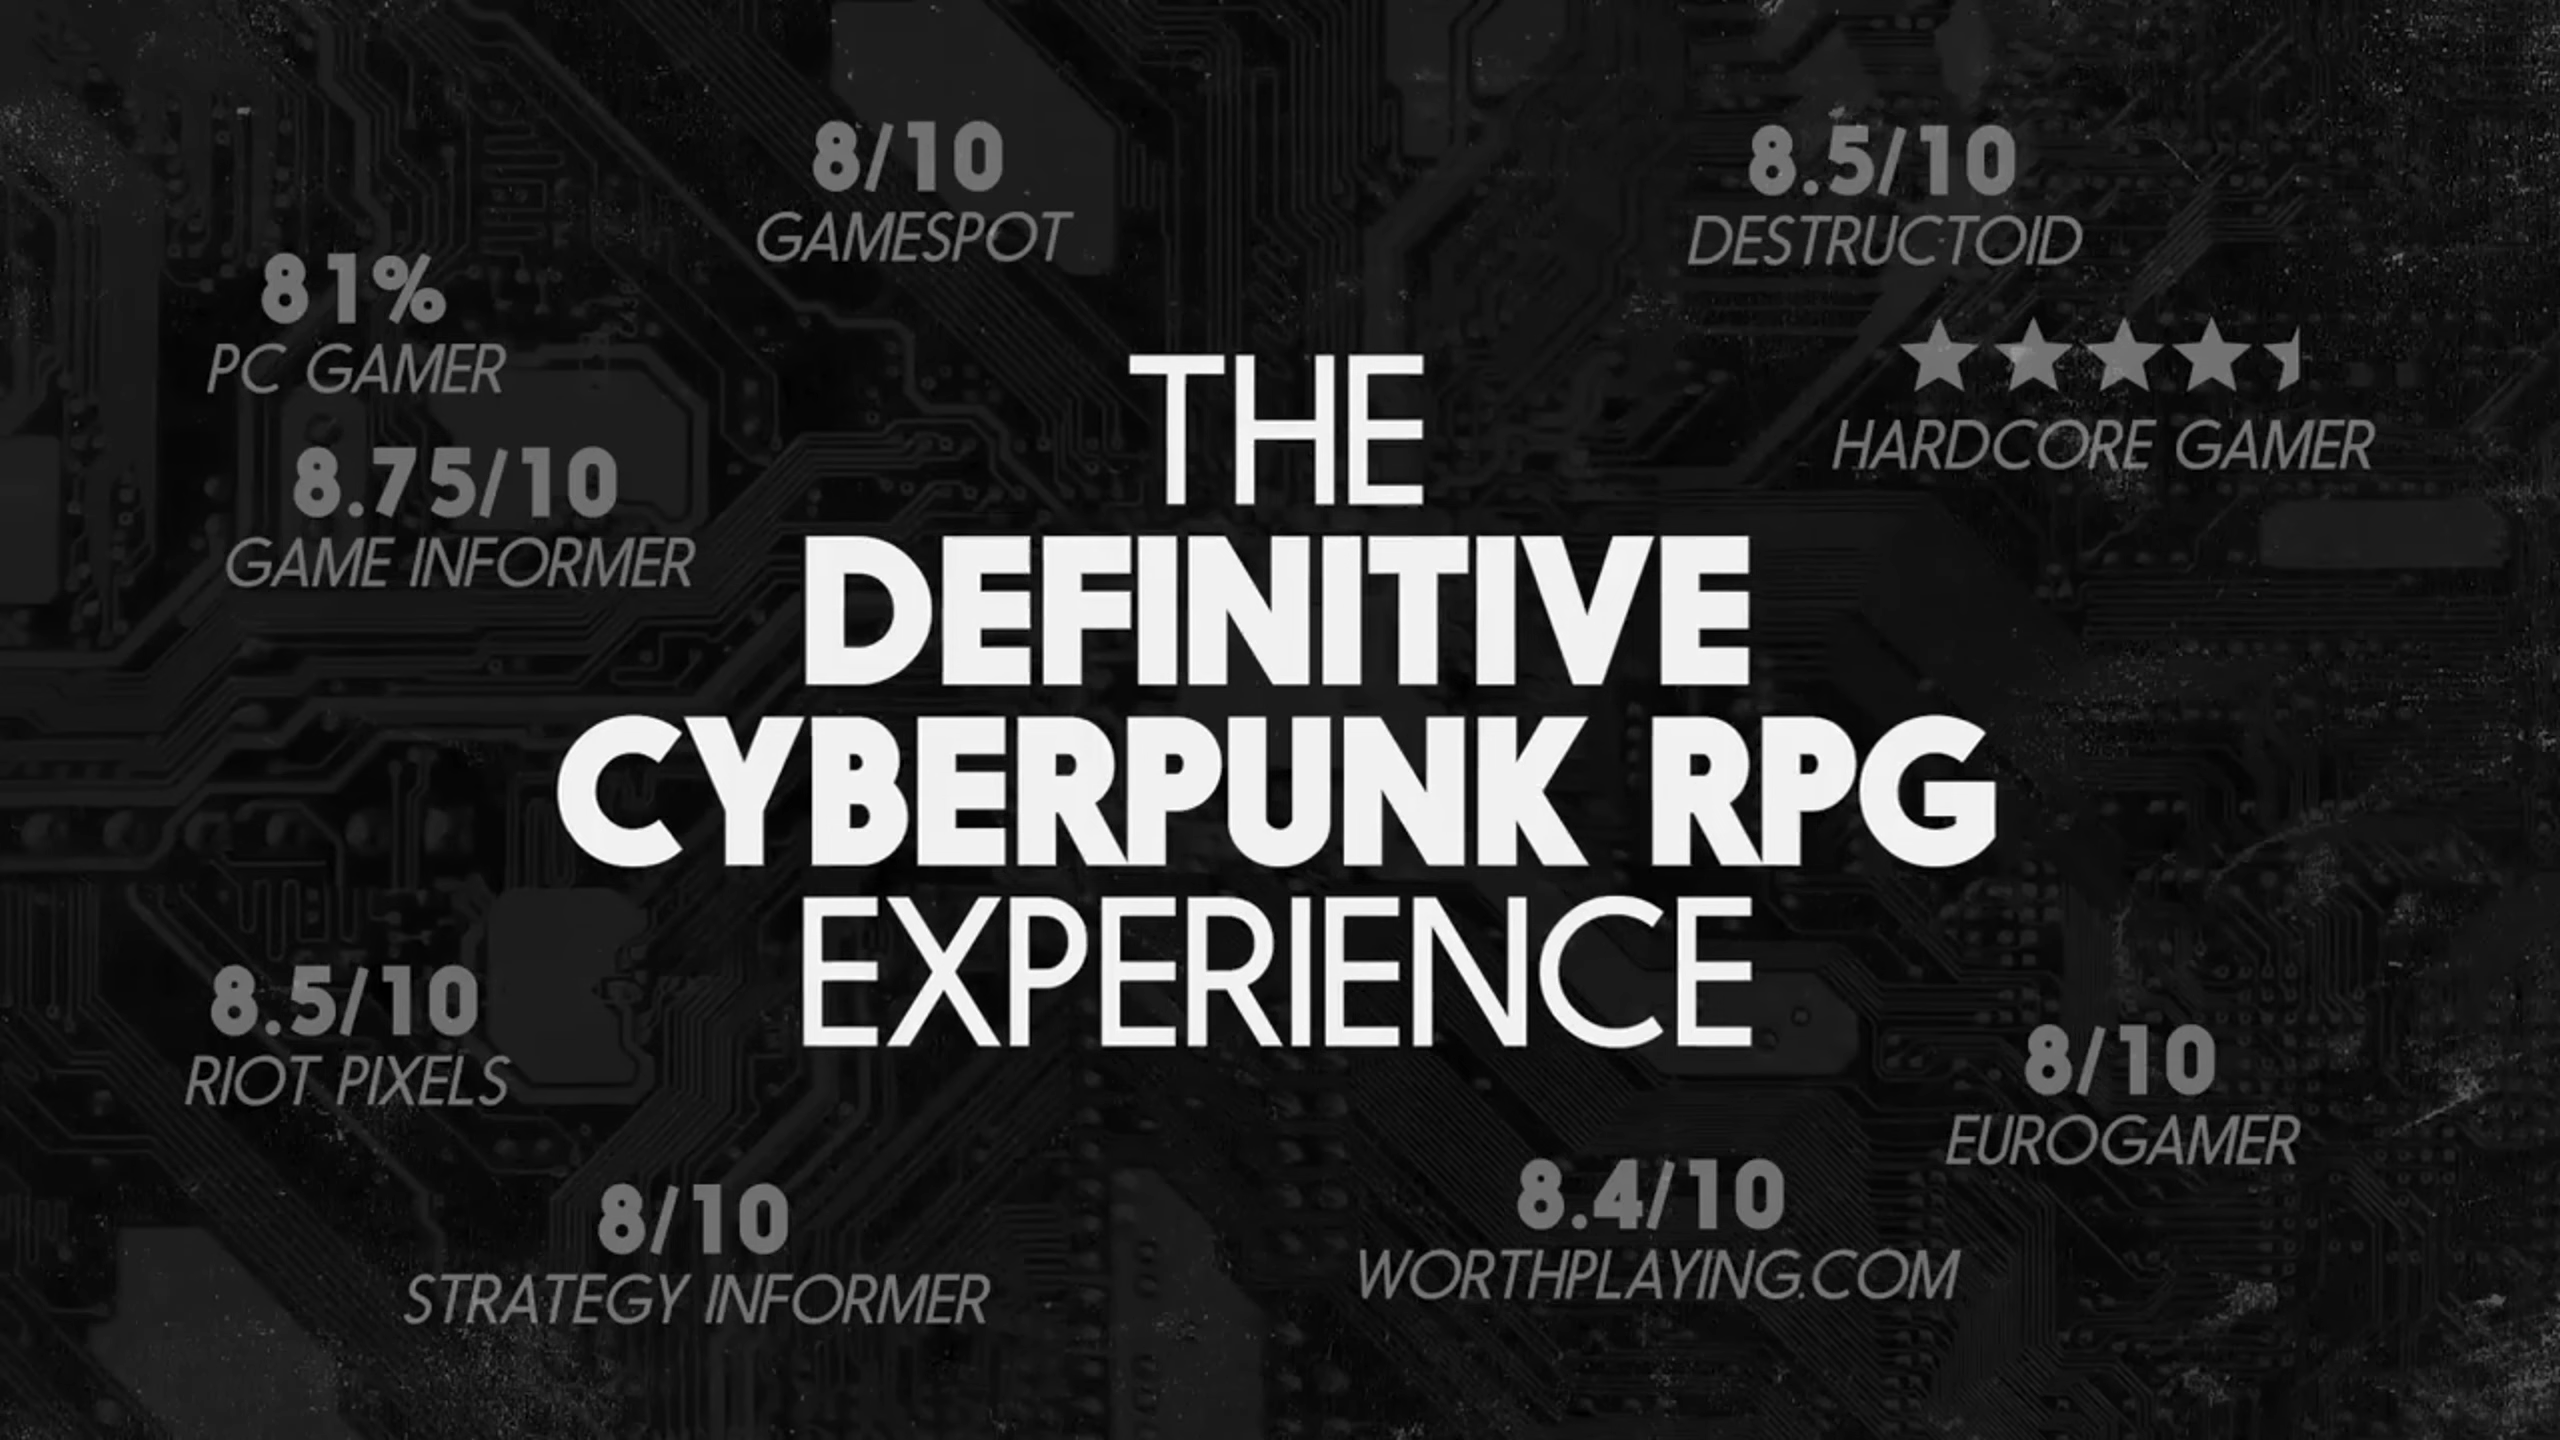 8/10
GAMESPOT
8.5/10
DESTRUCTOID
81%
PC GAMER
HARDCORE GAMER
8.75/10
GAME INFORMER
THE
DEFINITIVE
CYBERPUNK RPG
EXPERIENCE
8.5/10
RIOT PIXELS
8/10
EUROGAMER
8/10
STRATEGY INFORMER
8.4/10
WORTHPLAYING.COM